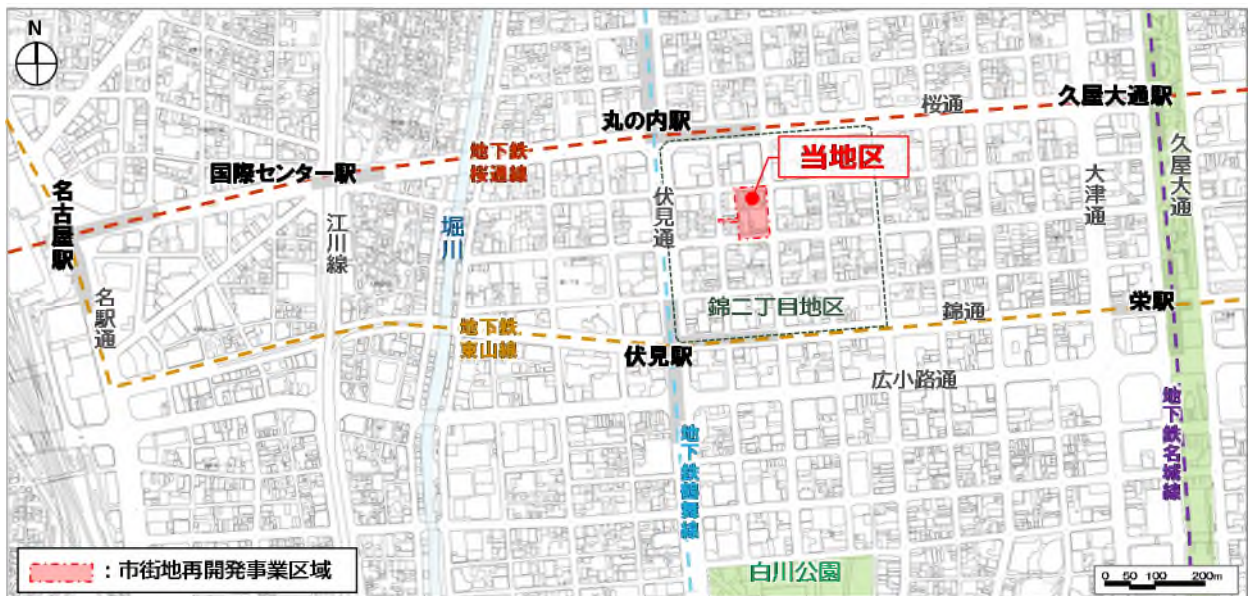 N
桜通
久屋大通駅
丸の内駅
当地区
地下鉄
桜通線
国際センター駅
久屋大通
大津通
伏見通
名古屋駅
堀川
江川線
錦二丁目地区
栄駅
錦通
名駅通
地下鉄
東山線
伏見駅
広小路通
地下鉄名城線
地下鉄鶴舞線
:市街地再開発事業区域
白川公園
0 50 100 200m